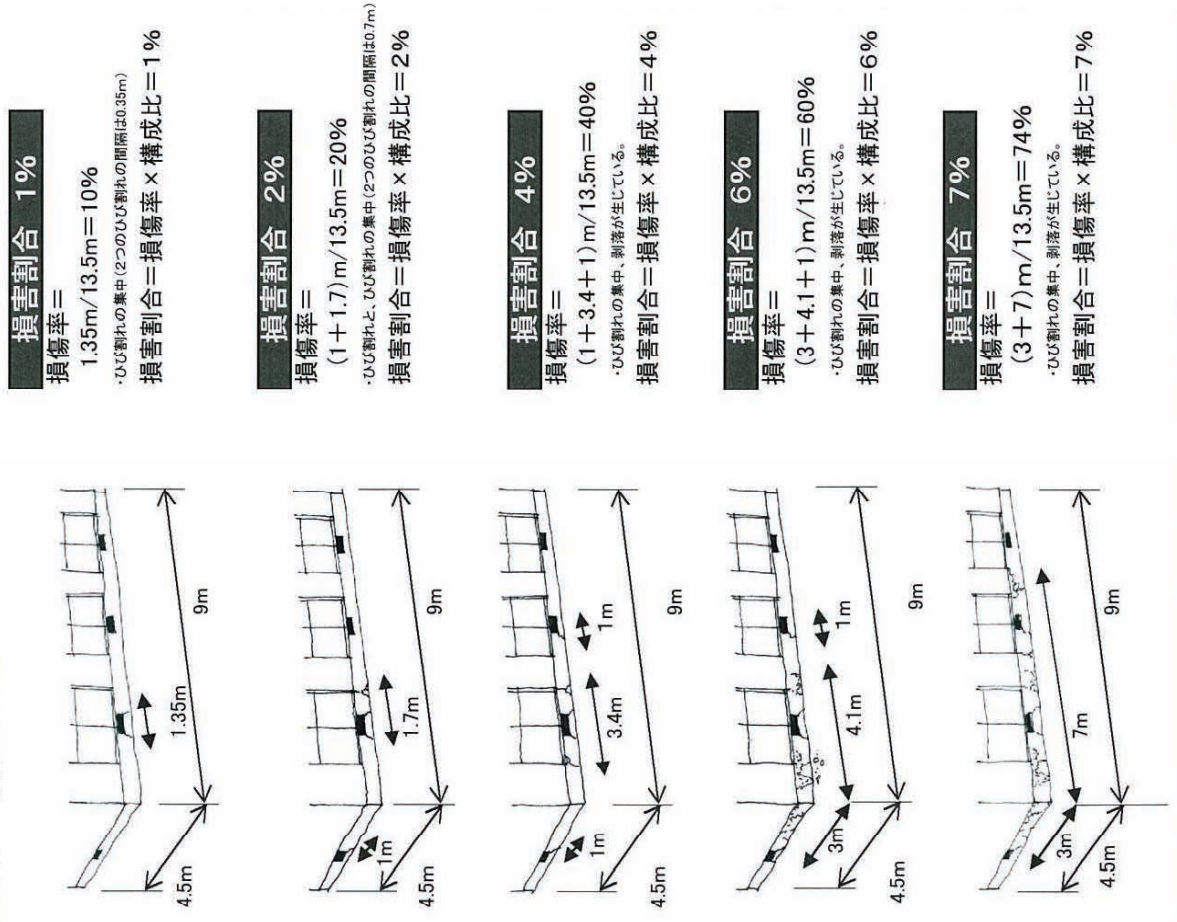 損害割合 1%
損傷率=
1.35m/13.5m=10%
・ひび割れの集中(2つのひび割れの間隔は0.35m)
損害割合=損傷率×構成比=1%
1.35m
9m
4.5m
損害割合 2%
損傷率=
(1+1.7)m/13.5m=20%
・ひび割れと、ひび割れの集中(2つのひび割れの間隔は0.7m)
損害割合=損傷率×構成比=2%
1m
1.7m
9m
4.5m
損害割合 4%
損傷率=
(1+3.4+1)m/13.5m=40%
・ひび割れの集中、剥落が生じている。
損害割合=損傷率×構成比=4%
1m
3.4m
1m
9m
4.5m
損害割合 6%
損傷率=
(3+4.1+1)m/13.5m=60%
・ひび割れの集中、剥落が生じている。
損害割合=損傷率×構成比=6%
3m
4.1m
1m
9m
4.5m
損害割合 7%
損傷率=
(3+7)m/13.5m=74%
・ひび割れの集中、剥落が生じている。
損害割合=損傷率×構成比=7%
3m
7m
9m
4.5m